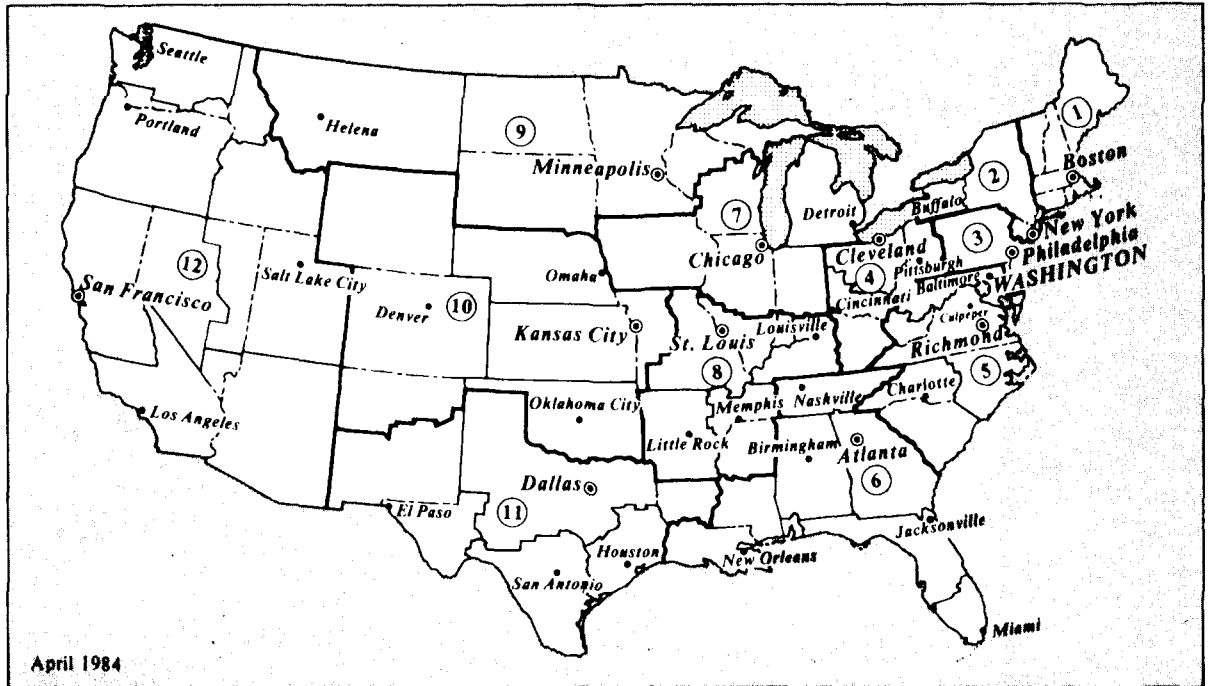 Seattle
1
Portland
Helena
9
Minneapolis
Boston
2
Buffalo
7
Detroit
New York
3
Philadelphia
Cleveland
Chicago
4
Pittsburgh
WASHINGTON
Baltimore
12
Salt Lake City
Omaha
Cincinnati
San Francisco
10
Denver
Culpeper
Kansas City
St. Louis
Louisville
Richmond
8
5
Charlotte
Oklahoma City
Memphis
Nashville
Los Angeles
Little Rock
Birmingham
Atlanta
6
Dallas
El Paso
11
Jacksonville
Houston
New Orleans
San Antonio
Miami
April 1984